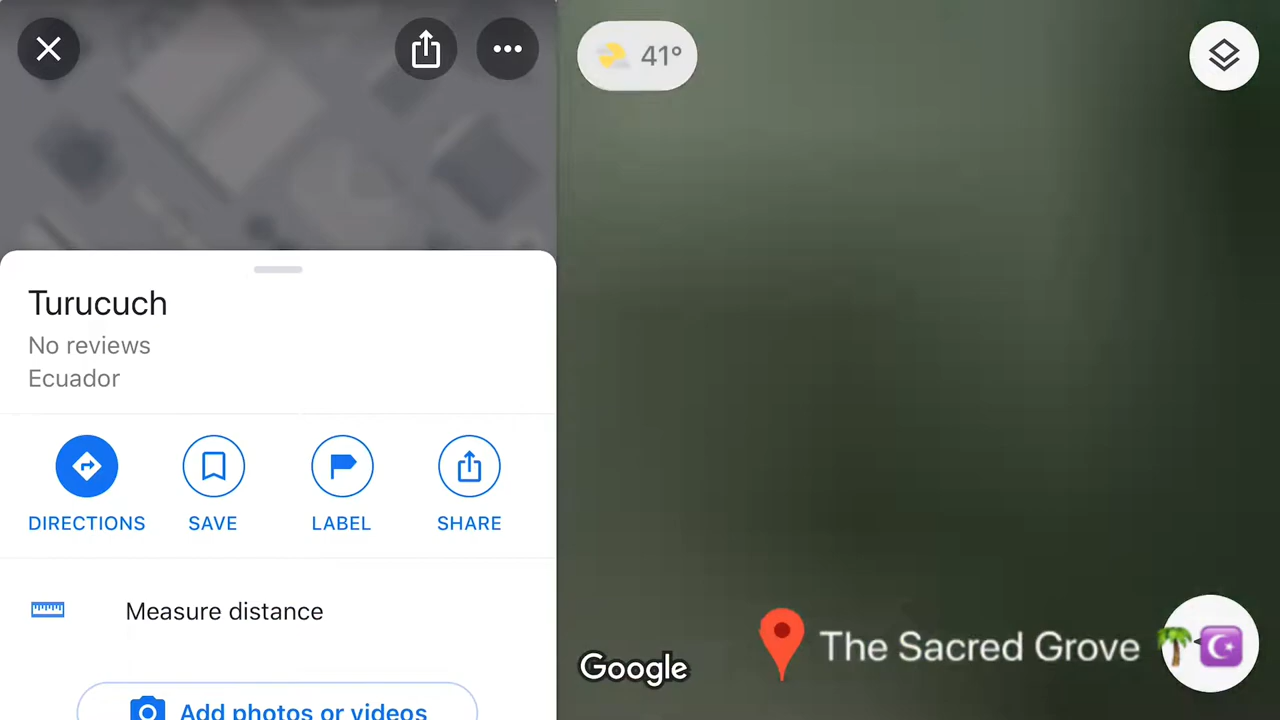 Turucuch
No reviews
Ecuador
DIRECTIONS
SAVE
LABEL
SHARE
Measure distance
Add photos or videos
41°
The Sacred Grove 🌴☪️
Google